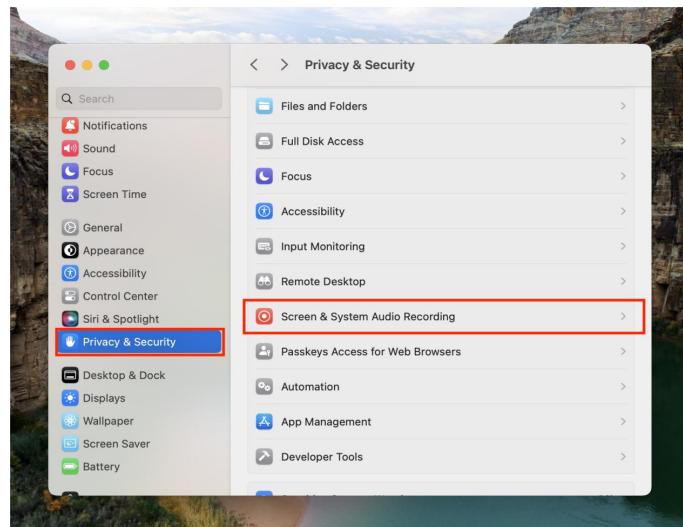 Privacy & Security
Search
Notifications
Sound
Focus
Screen Time
General
Appearance
Accessibility
Control Center
Siri & Spotlight
Privacy & Security
Desktop & Dock
Displays
Wallpaper
Screen Saver
Battery
Files and Folders
Full Disk Access
Focus
Accessibility
Input Monitoring
Remote Desktop
Screen & System Audio Recording
Passkeys Access for Web Browsers
Automation
App Management
Developer Tools